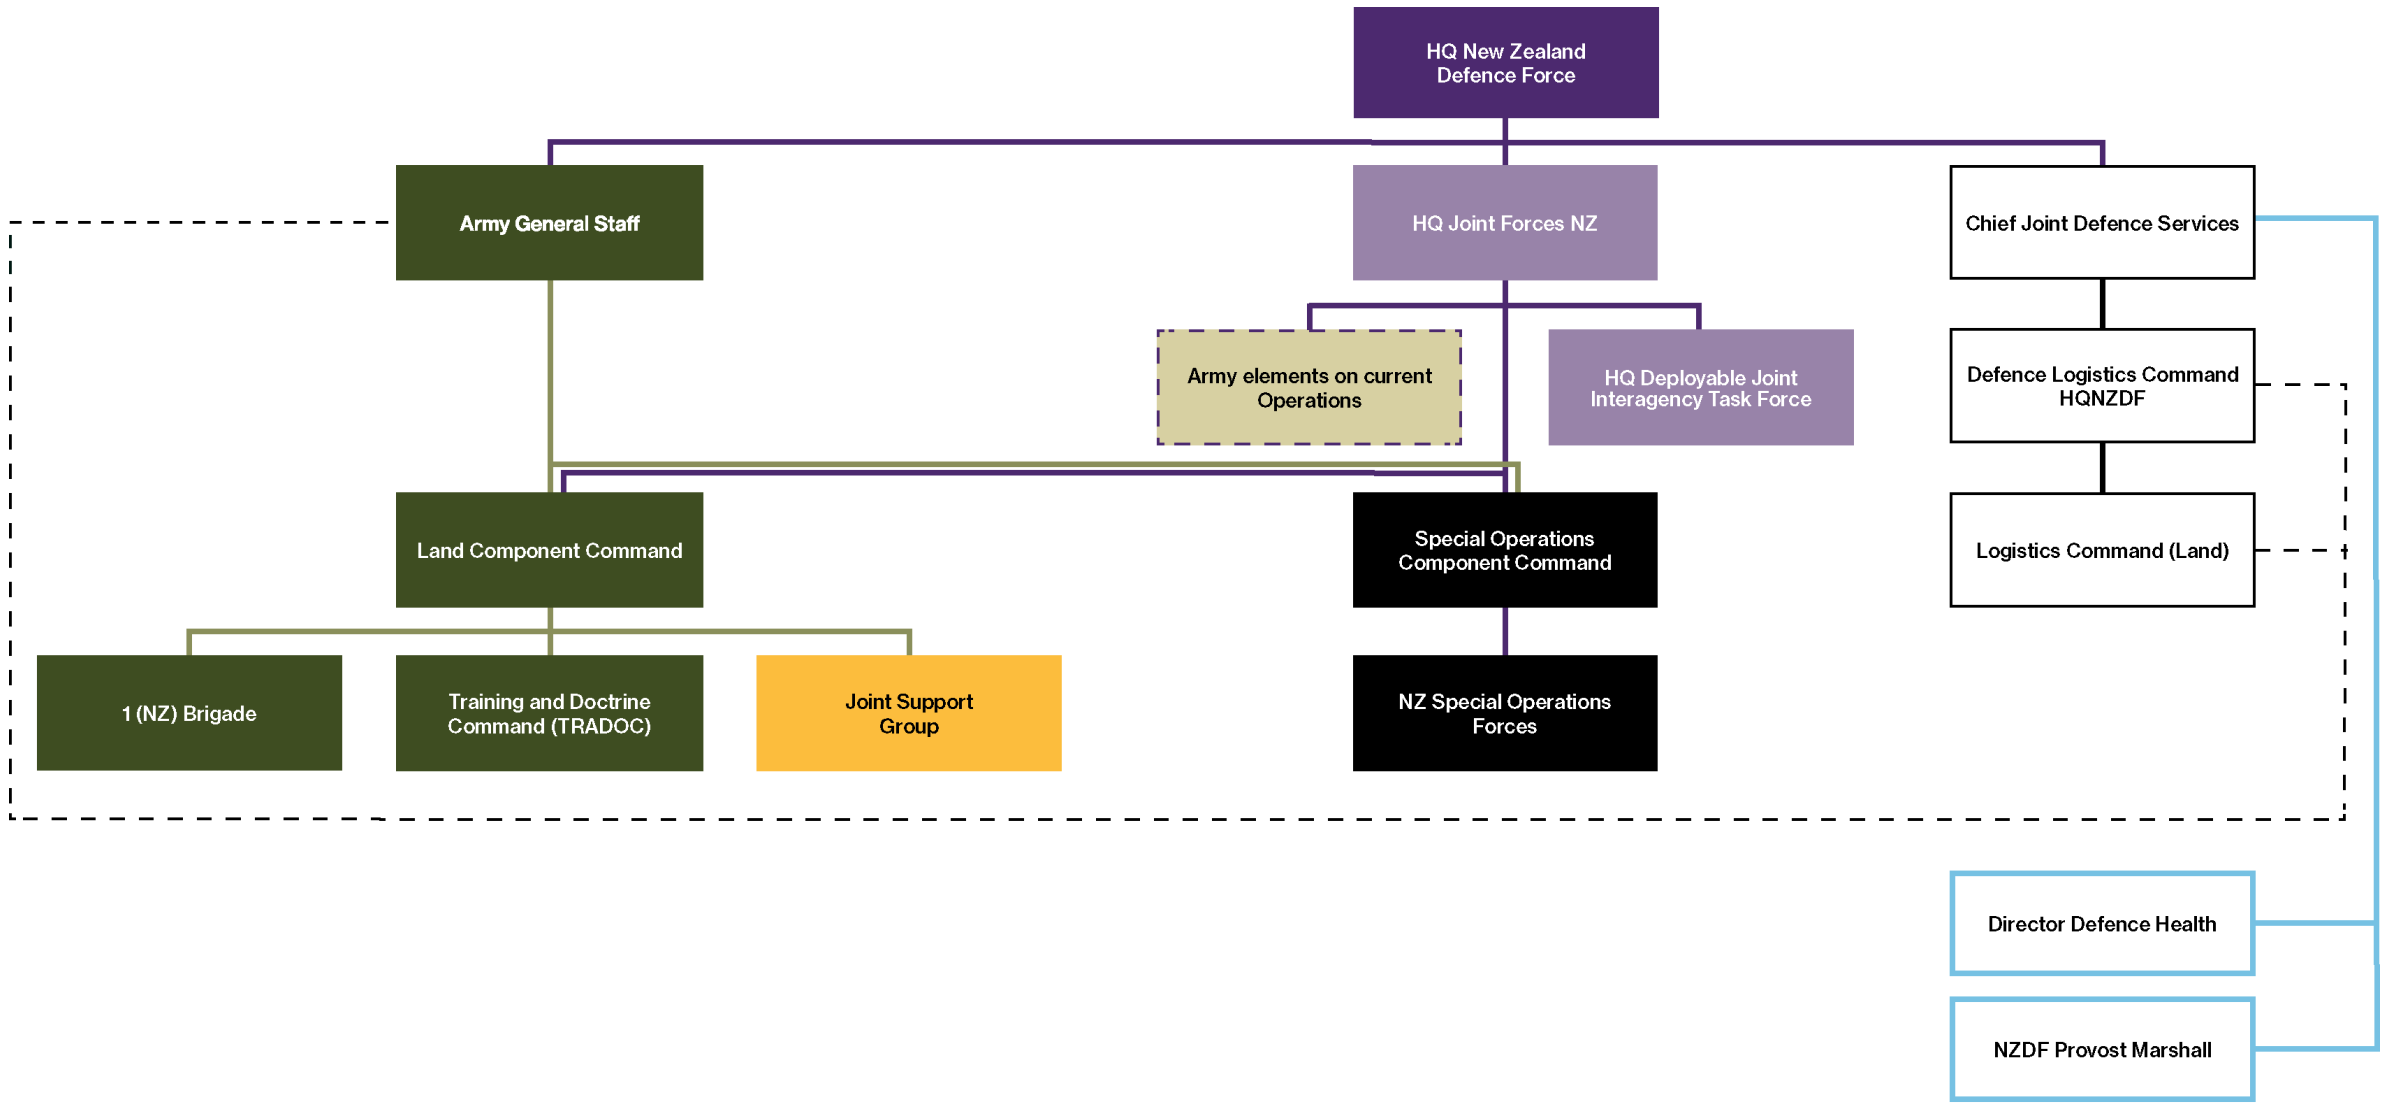 HQ New Zealand
Defence Force
Army General Staff
HQ Joint Forces NZ
Chief Joint Defence Services
Army elements on current
Operations
HQ Deployable Joint
Interagency Task Force
Defence Logistics Command
HQNZDF
Land Component Command
Special Operations
Component Command
Logistics Command (Land)
1 (NZ) Brigade
Training and Doctrine
Command (TRADOC)
Joint Support
Group
NZ Special Operations
Forces
Director Defence Health
NZDF Provost Marshall